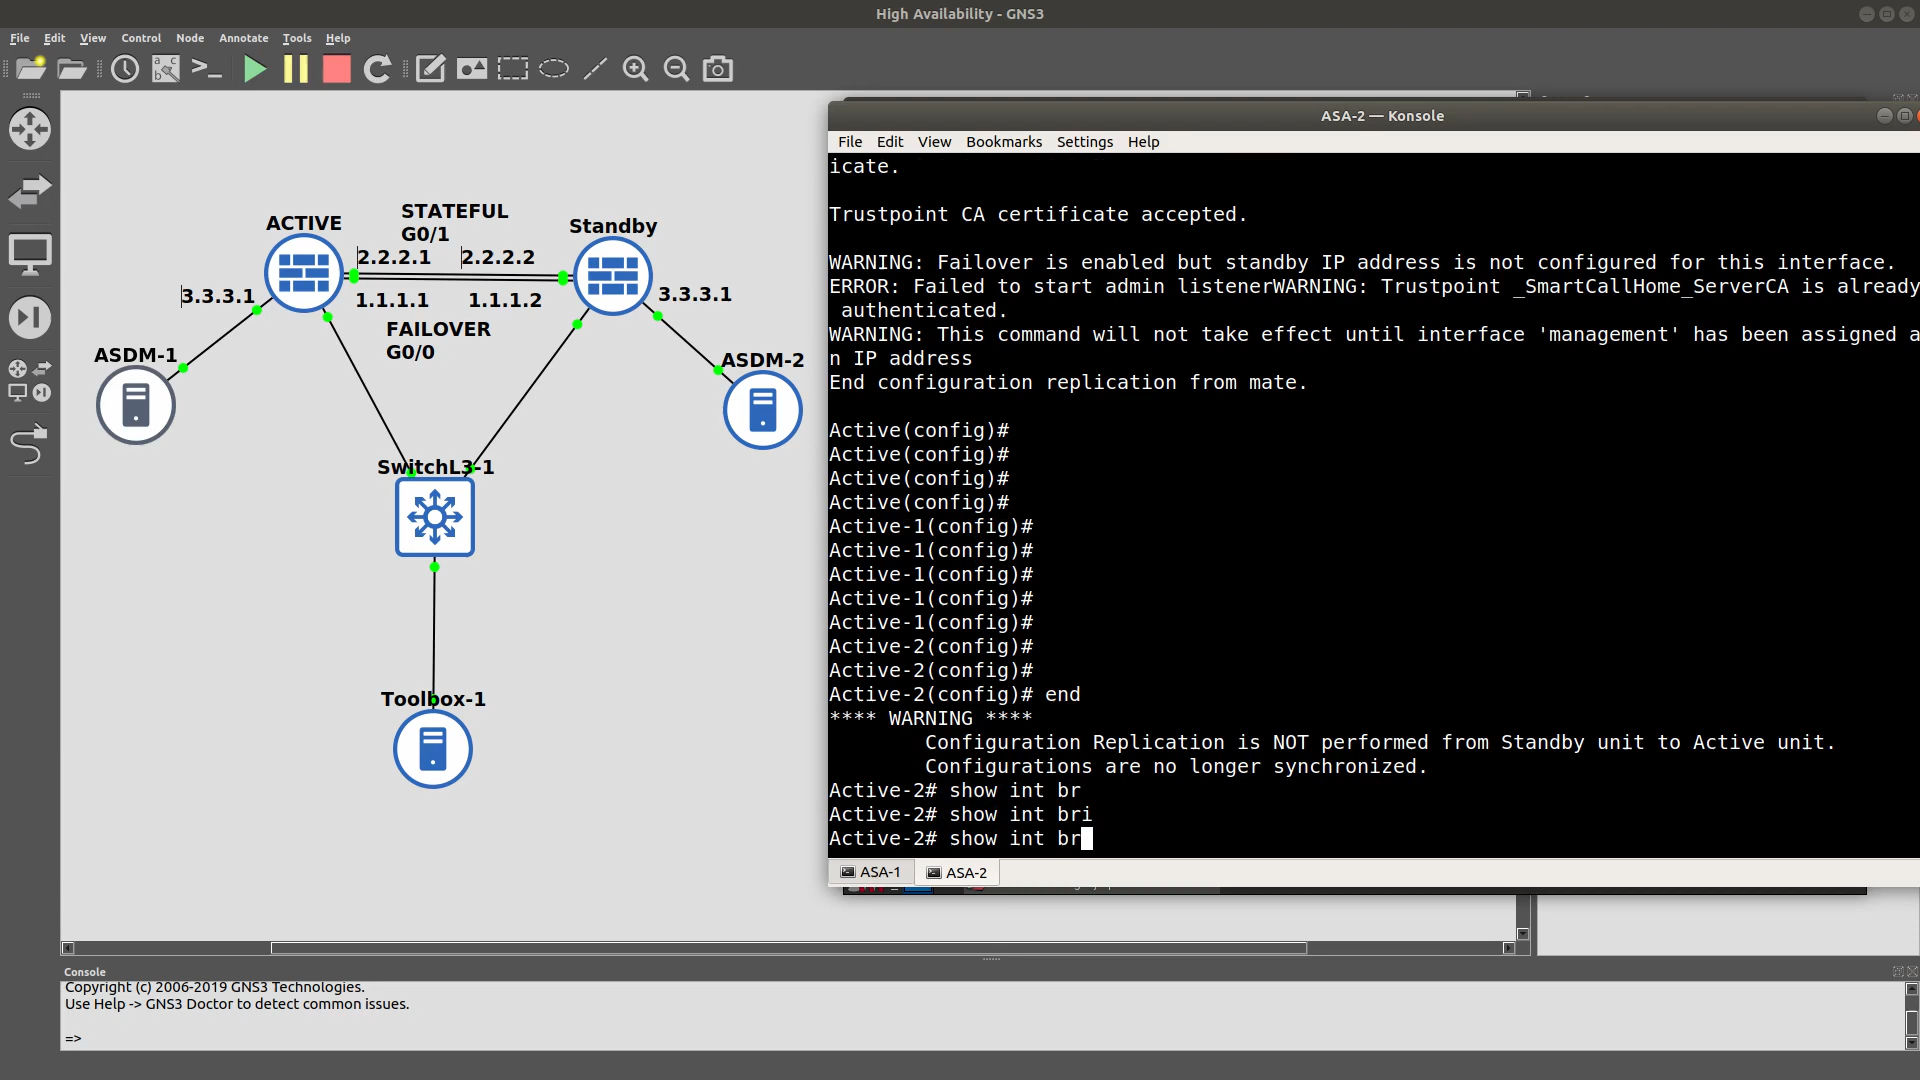 High Availability - GNS3
File Edit View Control Node Annotate Tools Help
ASA-2 — Konsole
File Edit View Bookmarks Settings Help
ACTIVE
STATEFUL
G0/1
Standby
2.2.2.1
2.2.2.2
3.3.3.1
1.1.1.1
1.1.1.2
3.3.3.1
FAILOVER
G0/0
ASDM-1
ASDM-2
SwitchL3-1
Toolbox-1
icate.
Trustpoint CA certificate accepted.
WARNING: Failover is enabled but standby IP address is not configured for this interface.
ERROR: Failed to start admin listenerWARNING: Trustpoint _SmartCallHome_ServerCA is already
authenticated.
WARNING: This command will not take effect until interface 'management' has been assigned a
n IP address
End configuration replication from mate.
Active(config)#
Active(config)#
Active(config)#
Active(config)#
Active-1(config)#
Active-1(config)#
Active-1(config)#
Active-1(config)#
Active-1(config)#
Active-2(config)#
Active-2(config)#
Active-2(config)# end
**** WARNING ****
Configuration Replication is NOT performed from Standby unit to Active unit.
Configurations are no longer synchronized.
Active-2# show int br
Active-2# show int bri
Active-2# show int br
ASA-1 ASA-2
Console
Copyright (c) 2006-2019 GNS3 Technologies.
Use Help -> GNS3 Doctor to detect common issues.
=>